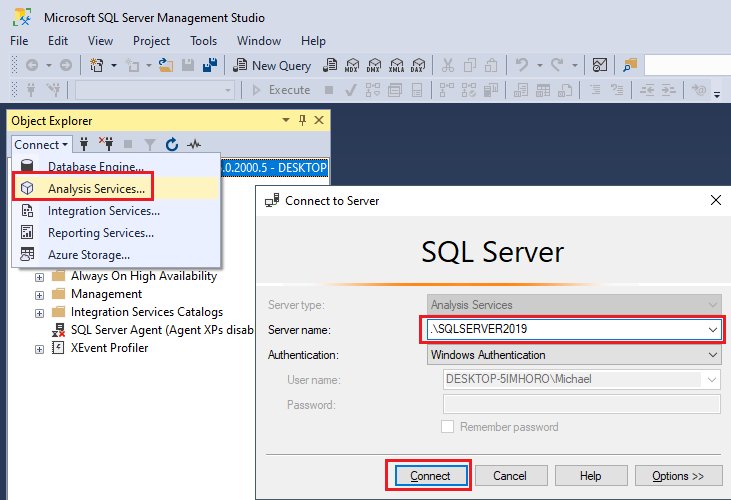 Microsoft SQL Server Management Studio
File Edit View Project Tools Window Help
New Query MDX DMX XMLA DAX
Execute
Object Explorer
Connect
.0.2000.5 - DESKTOP
Database Engine...
Analysis Services...
Integration Services...
Reporting Services...
Azure Storage...
Always On High Availability
Management
Integration Services Catalogs
SQL Server Agent (Agent XPs disab
XEvent Profiler
Connect to Server
SQL Server
Server type: Analysis Services
Server name: .\SQLSERVER2019
Authentication: Windows Authentication
User name: DESKTOP-5IMHORO\Michael
Password:
Remember password
Connect Cancel Help Options >>